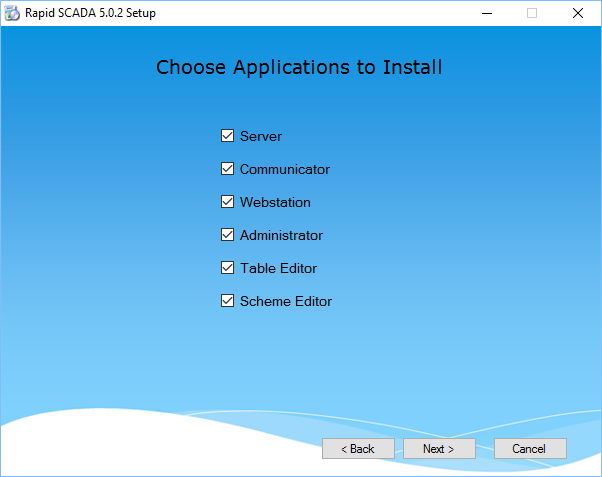 Rapid SCADA 5.0.2 Setup
Choose Applications to Install
Server
Communicator
Webstation
Administrator
Table Editor
Scheme Editor
< Back
Next >
Cancel